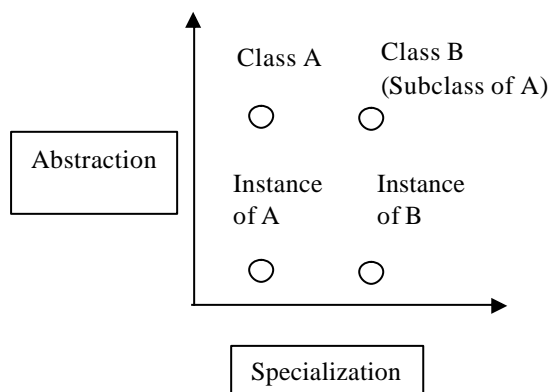 Class A
Class B
(Subclass of A)
Abstraction
Instance
of A
Instance
of B
Specialization